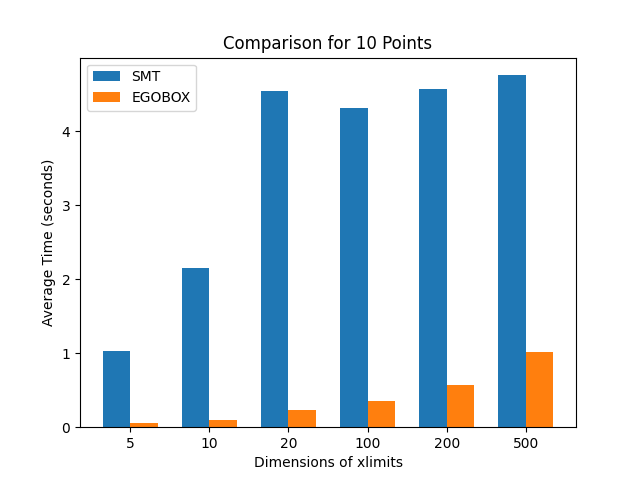 Comparison for 10 Points
SMT
EGOBOX
Average Time (seconds)
4
3
2
1
0
5 10 20 100 200 500
Dimensions of xlimits